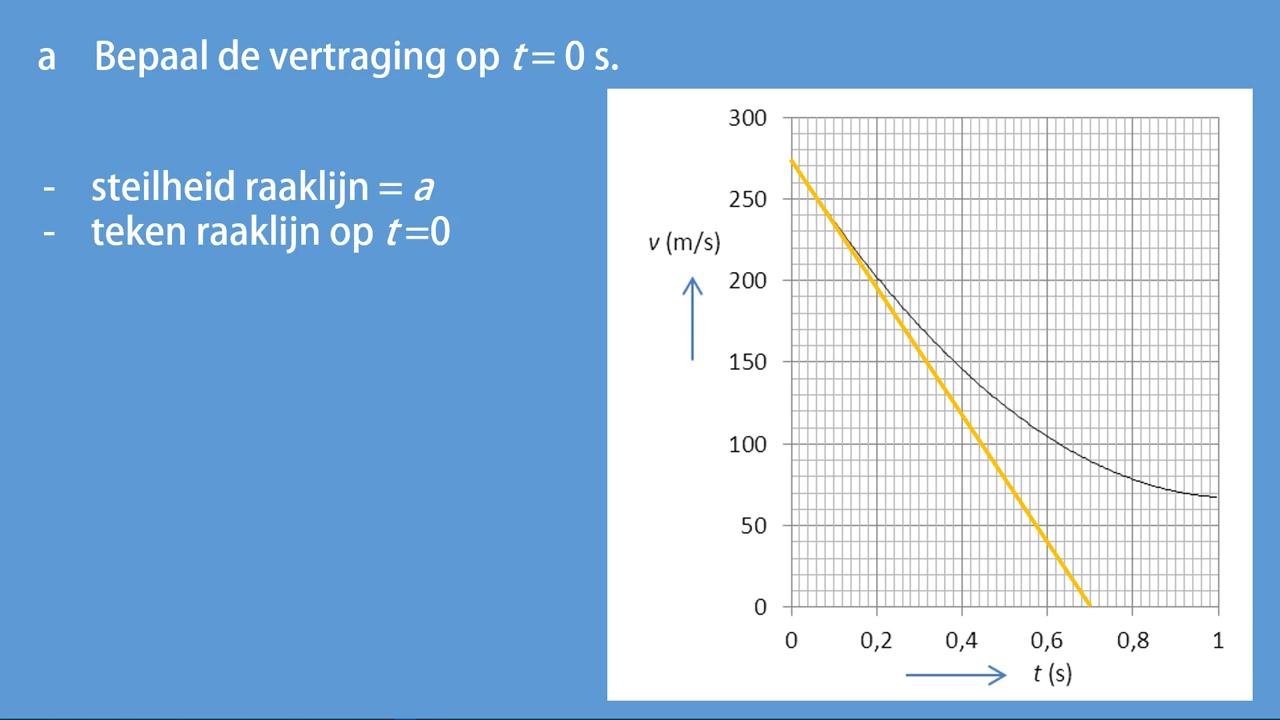 a Bepaal de vertraging op t = 0 s.
- steilheid raaklijn = a
- teken raaklijn op t =0
300
250
v (m/s)
200
150
100
50
0
0 0,2 0,4 0,6 0,8 1
t (s)